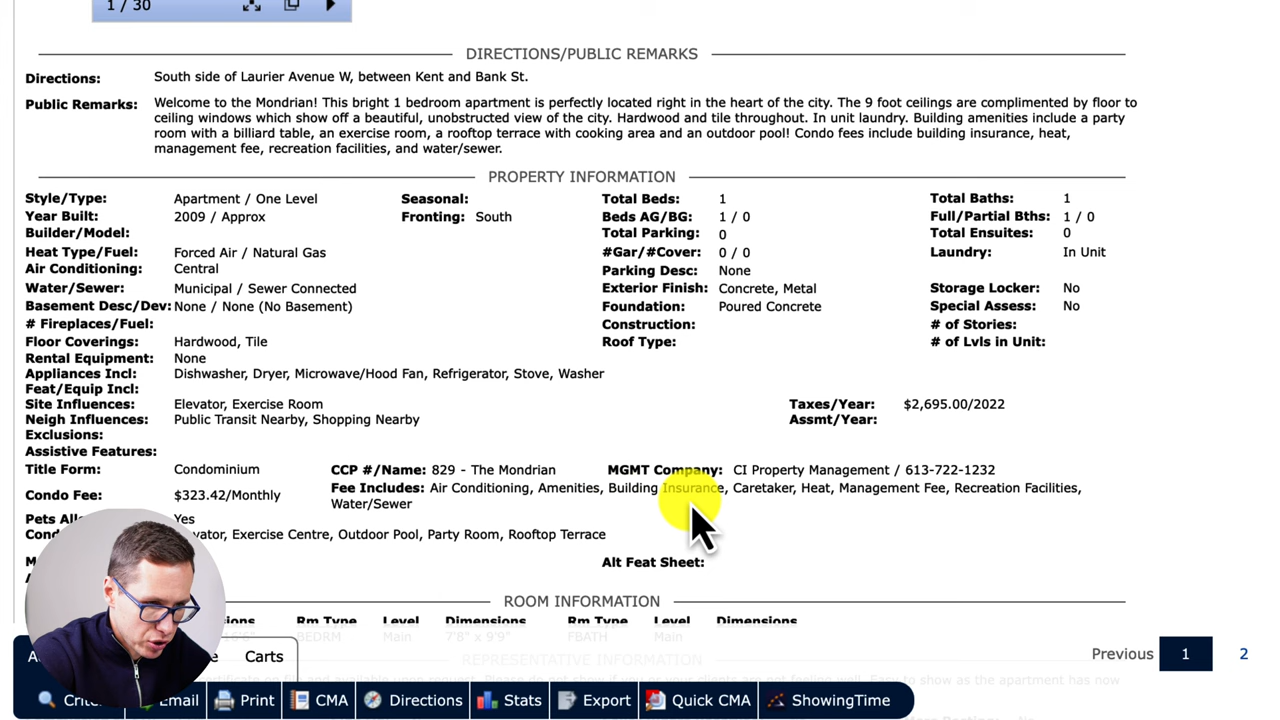 1 / 30
DIRECTIONS/PUBLIC REMARKS
Directions: South side of Laurier Avenue W, between Kent and Bank St.
Public Remarks: Welcome to the Mondrian! This bright 1 bedroom apartment is perfectly located right in the heart of the city. The 9 foot ceilings are complimented by floor to
ceiling windows which show off a beautiful, unobstructed view of the city. Hardwood and tile throughout. In unit laundry. Building amenities include a party
room with a billiard table, an exercise room, a rooftop terrace with cooking area and an outdoor pool! Condo fees include building insurance, heat,
management fee, recreation facilities, and water/sewer.
PROPERTY INFORMATION
Style/Type: Apartment / One Level Seasonal: Total Beds: 1 Total Baths: 1
Year Built: 2009 / Approx Fronting: South Beds AG/BG: 1 / 0 Full/Partial Bths: 1 / 0
Builder/Model: Total Parking: 0 Total Ensuites: 0
Heat Type/Fuel: Forced Air / Natural Gas #Gar/#Cover: 0 / 0 Laundry: In Unit
Air Conditioning: Central Parking Desc: None
Water/Sewer: Municipal / Sewer Connected Exterior Finish: Concrete, Metal Storage Locker: No
Basement Desc/Dev: None / None (No Basement) Foundation: Poured Concrete Special Assess: No
# Fireplaces/Fuel: Construction: # of Stories:
Floor Coverings: Hardwood, Tile Roof Type: # of Lvls in Unit:
Rental Equipment: None
Appliances Incl: Dishwasher, Dryer, Microwave/Hood Fan, Refrigerator, Stove, Washer
Feat/Equip Incl:
Site Influences: Elevator, Exercise Room Taxes/Year: $2,695.00/2022
Neigh Influences: Public Transit Nearby, Shopping Nearby Assmt/Year:
Exclusions:
Assistive Features:
Title Form: Condominium CCP #/Name: 829 - The Mondrian MGMT Company: CI Property Management / 613-722-1232
Condo Fee: $323.42/Monthly Fee Includes: Air Conditioning, Amenities, Building Insurance, Caretaker, Heat, Management Fee, Recreation Facilities,
Water/Sewer
Pets Yes
Exercise Centre, Outdoor Pool, Party Room, Rooftop Terrace
Alt Feat Sheet:
ROOM INFORMATION
Rm Type Level Dimensions Rm Type Level Dimensions
BEDRM Main 7'8" x 9'9" FBATH Main
REPRESENTATIVE INFORMATION
Carts
Previous 1 2
Email Print CMA Directions Stats Export Quick CMA ShowingTime